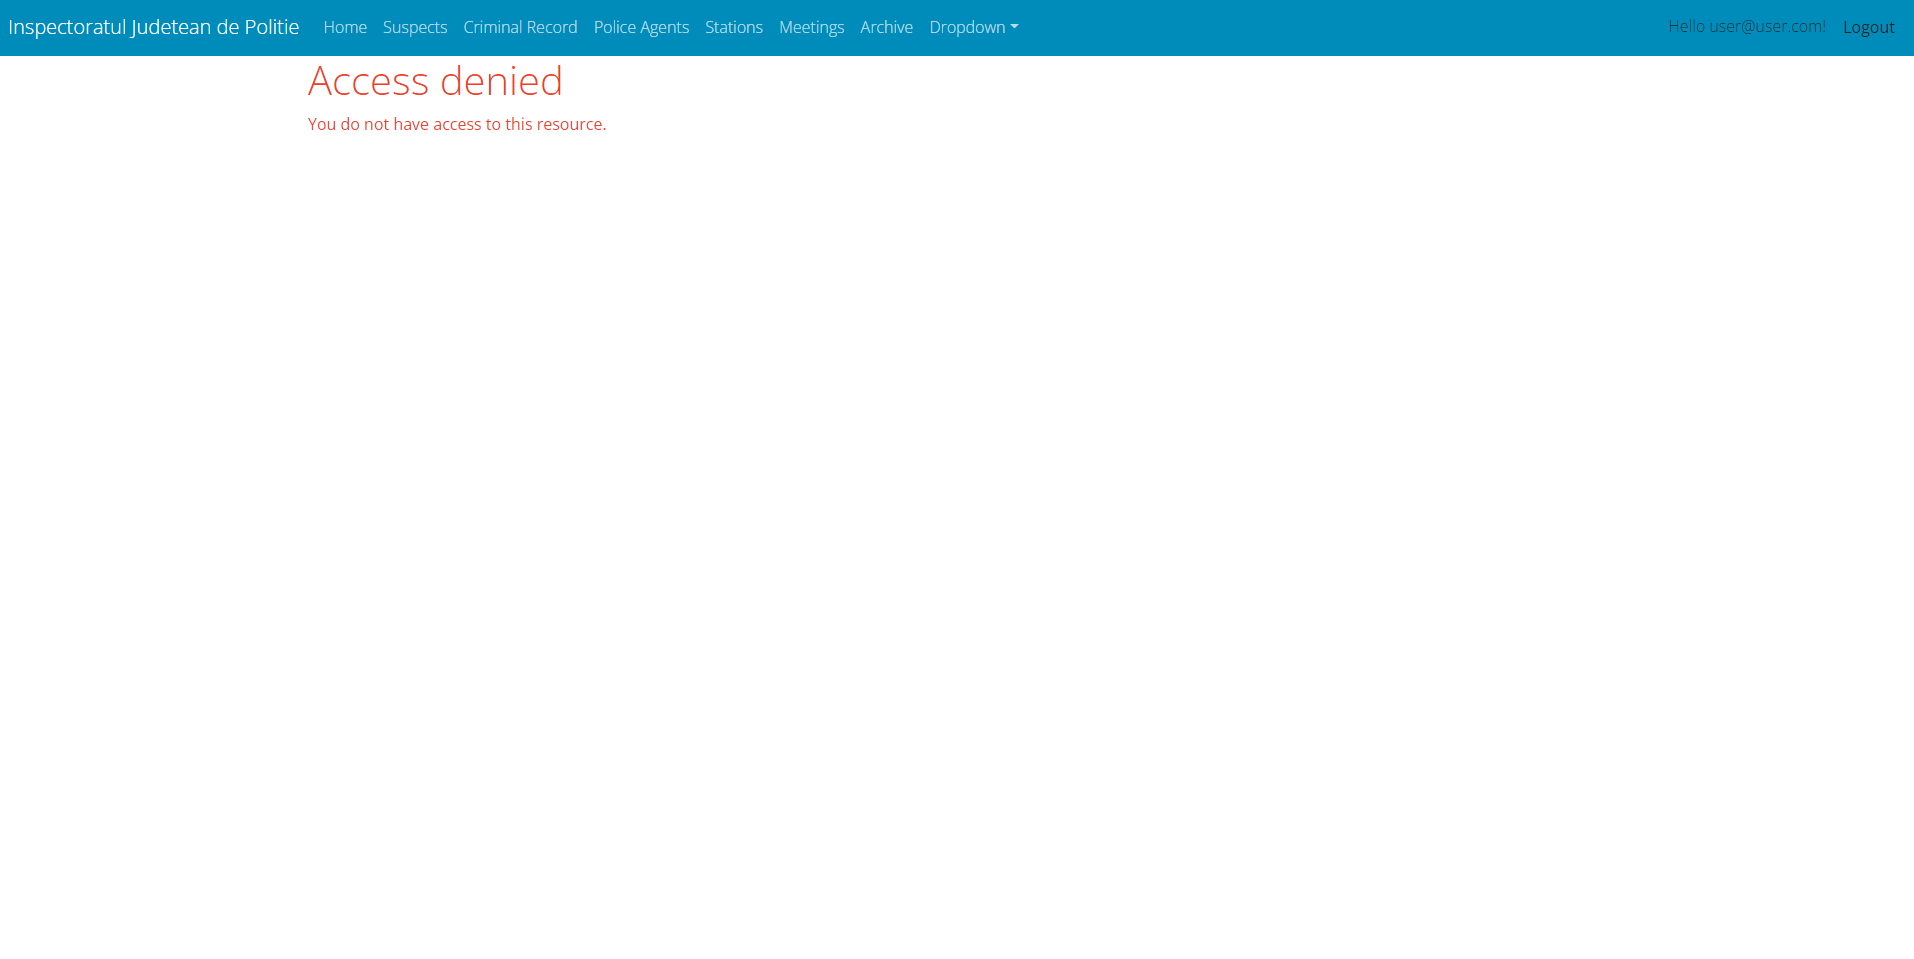 Inspectoratul Judetean de Politie Home Suspects Criminal Record Police Agents Stations Meetings Archive Dropdown Hello user@user.com! Logout
Access denied
You do not have access to this resource.